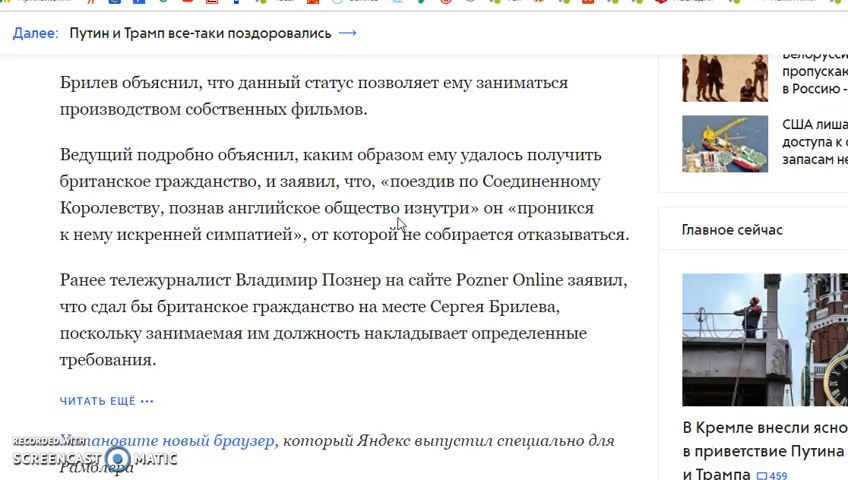 Далее: Путин и Трамп все-таки поздоровались
Брилев объяснил, что данный статус позволяет ему заниматься
производством собственных фильмов.
Ведущий подробно объяснил, каким образом ему удалось получить
британское гражданство, и заявил, что, «поездив по Соединенному
Королевству, познав английское общество изнутри» он «проникся
к нему искренней симпатией», от которой не собирается отказываться.
Ранее тележурналист Владимир Познер на сайте Pozner Online заявил,
что сдал бы британское гражданство на месте Сергея Брилева,
поскольку занимаемая им должность накладывает определенные
требования.
ЧИТАТЬ ЕЩЁ •••
Установите новый браузер, который Яндекс выпустил специально для
Рамблера
RECORDED WITH
SCREENCAST MATIC
Белорусси
пропускаю
в Россию -
США лиша
доступа к
запасам не
Главное сейчас
В Кремле внесли ясно
в приветствие Путина
и Трампа 459